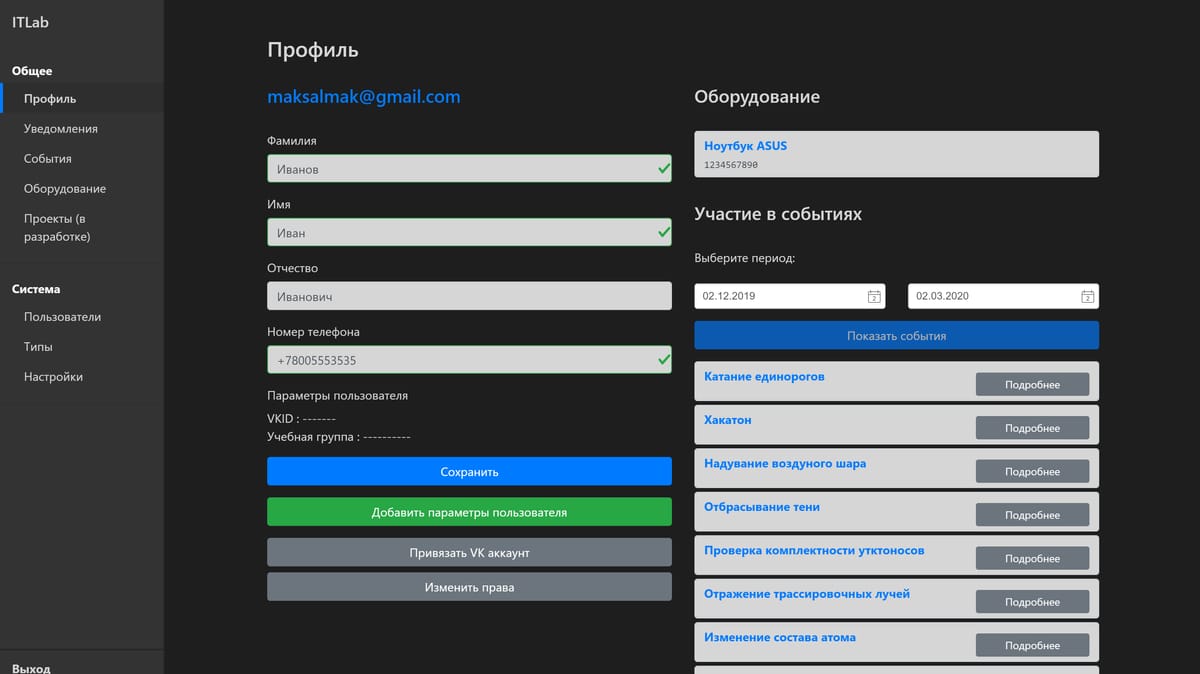 ITLab
Общее
Профиль
Уведомления
События
Оборудование
Проекты (в
разработке)
Система
Пользователи
Типы
Настройки
Выход
Профиль
maksalmak@gmail.com
Фамилия
Иванов
Имя
Иван
Отчество
Иванович
Номер телефона
+78005553535
Параметры пользователя
VKID : -------
Учебная группа : ----------
Сохранить
Добавить параметры пользователя
Привязать VK аккаунт
Изменить права
Оборудование
Ноутбук ASUS
1234567890
Участие в событиях
Выберите период:
02.12.2019
02.03.2020
Показать события
Катание единорогов
Подробнее
Хакатон
Подробнее
Надувание воздуного шара
Подробнее
Отбрасывание тени
Подробнее
Проверка комплектности утктоносов
Подробнее
Отражение трассировочных лучей
Подробнее
Изменение состава атома
Подробнее